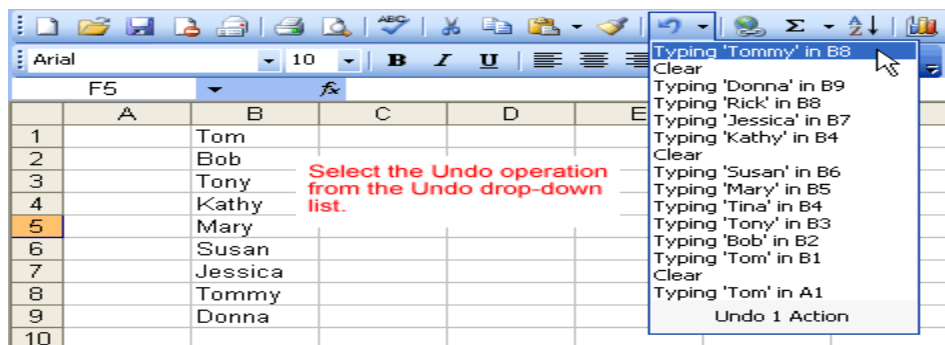 ABC Σ A Z
Arial 10 B I U
F5 fx
A B C D E
1 Tom
2 Bob
3 Tony
4 Kathy
5 Mary
6 Susan
7 Jessica
8 Tommy
9 Donna
10
Select the Undo operation
from the Undo drop-down
list.
Typing 'Tommy' in B8
Clear
Typing 'Donna' in B9
Typing 'Rick' in B8
Typing 'Jessica' in B7
Typing 'Kathy' in B4
Clear
Typing 'Susan' in B6
Typing 'Mary' in B5
Typing 'Tina' in B4
Typing 'Tony' in B3
Typing 'Bob' in B2
Typing 'Tom' in B1
Clear
Typing 'Tom' in A1
Undo 1 Action